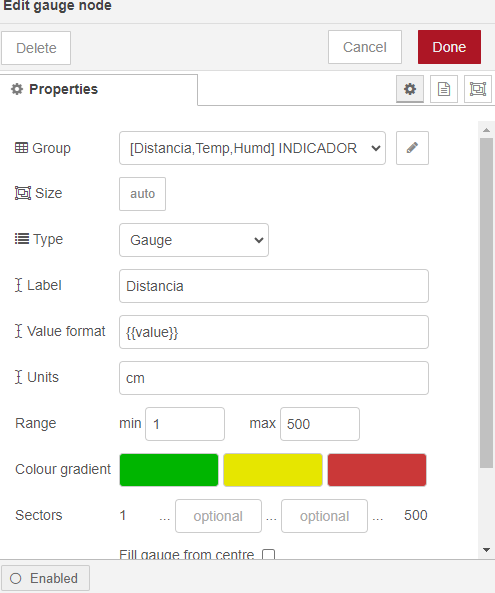 Edit gauge node
Delete Cancel Done
Properties
Group [Distancia,Temp,Humd] INDICADOR
Size auto
Type Gauge
Label Distancia
Value format {{value}}
Units cm
Range min 1 max 500
Colour gradient
Sectors 1 ... optional ... optional ... 500
Fill gauge from centre
Enabled